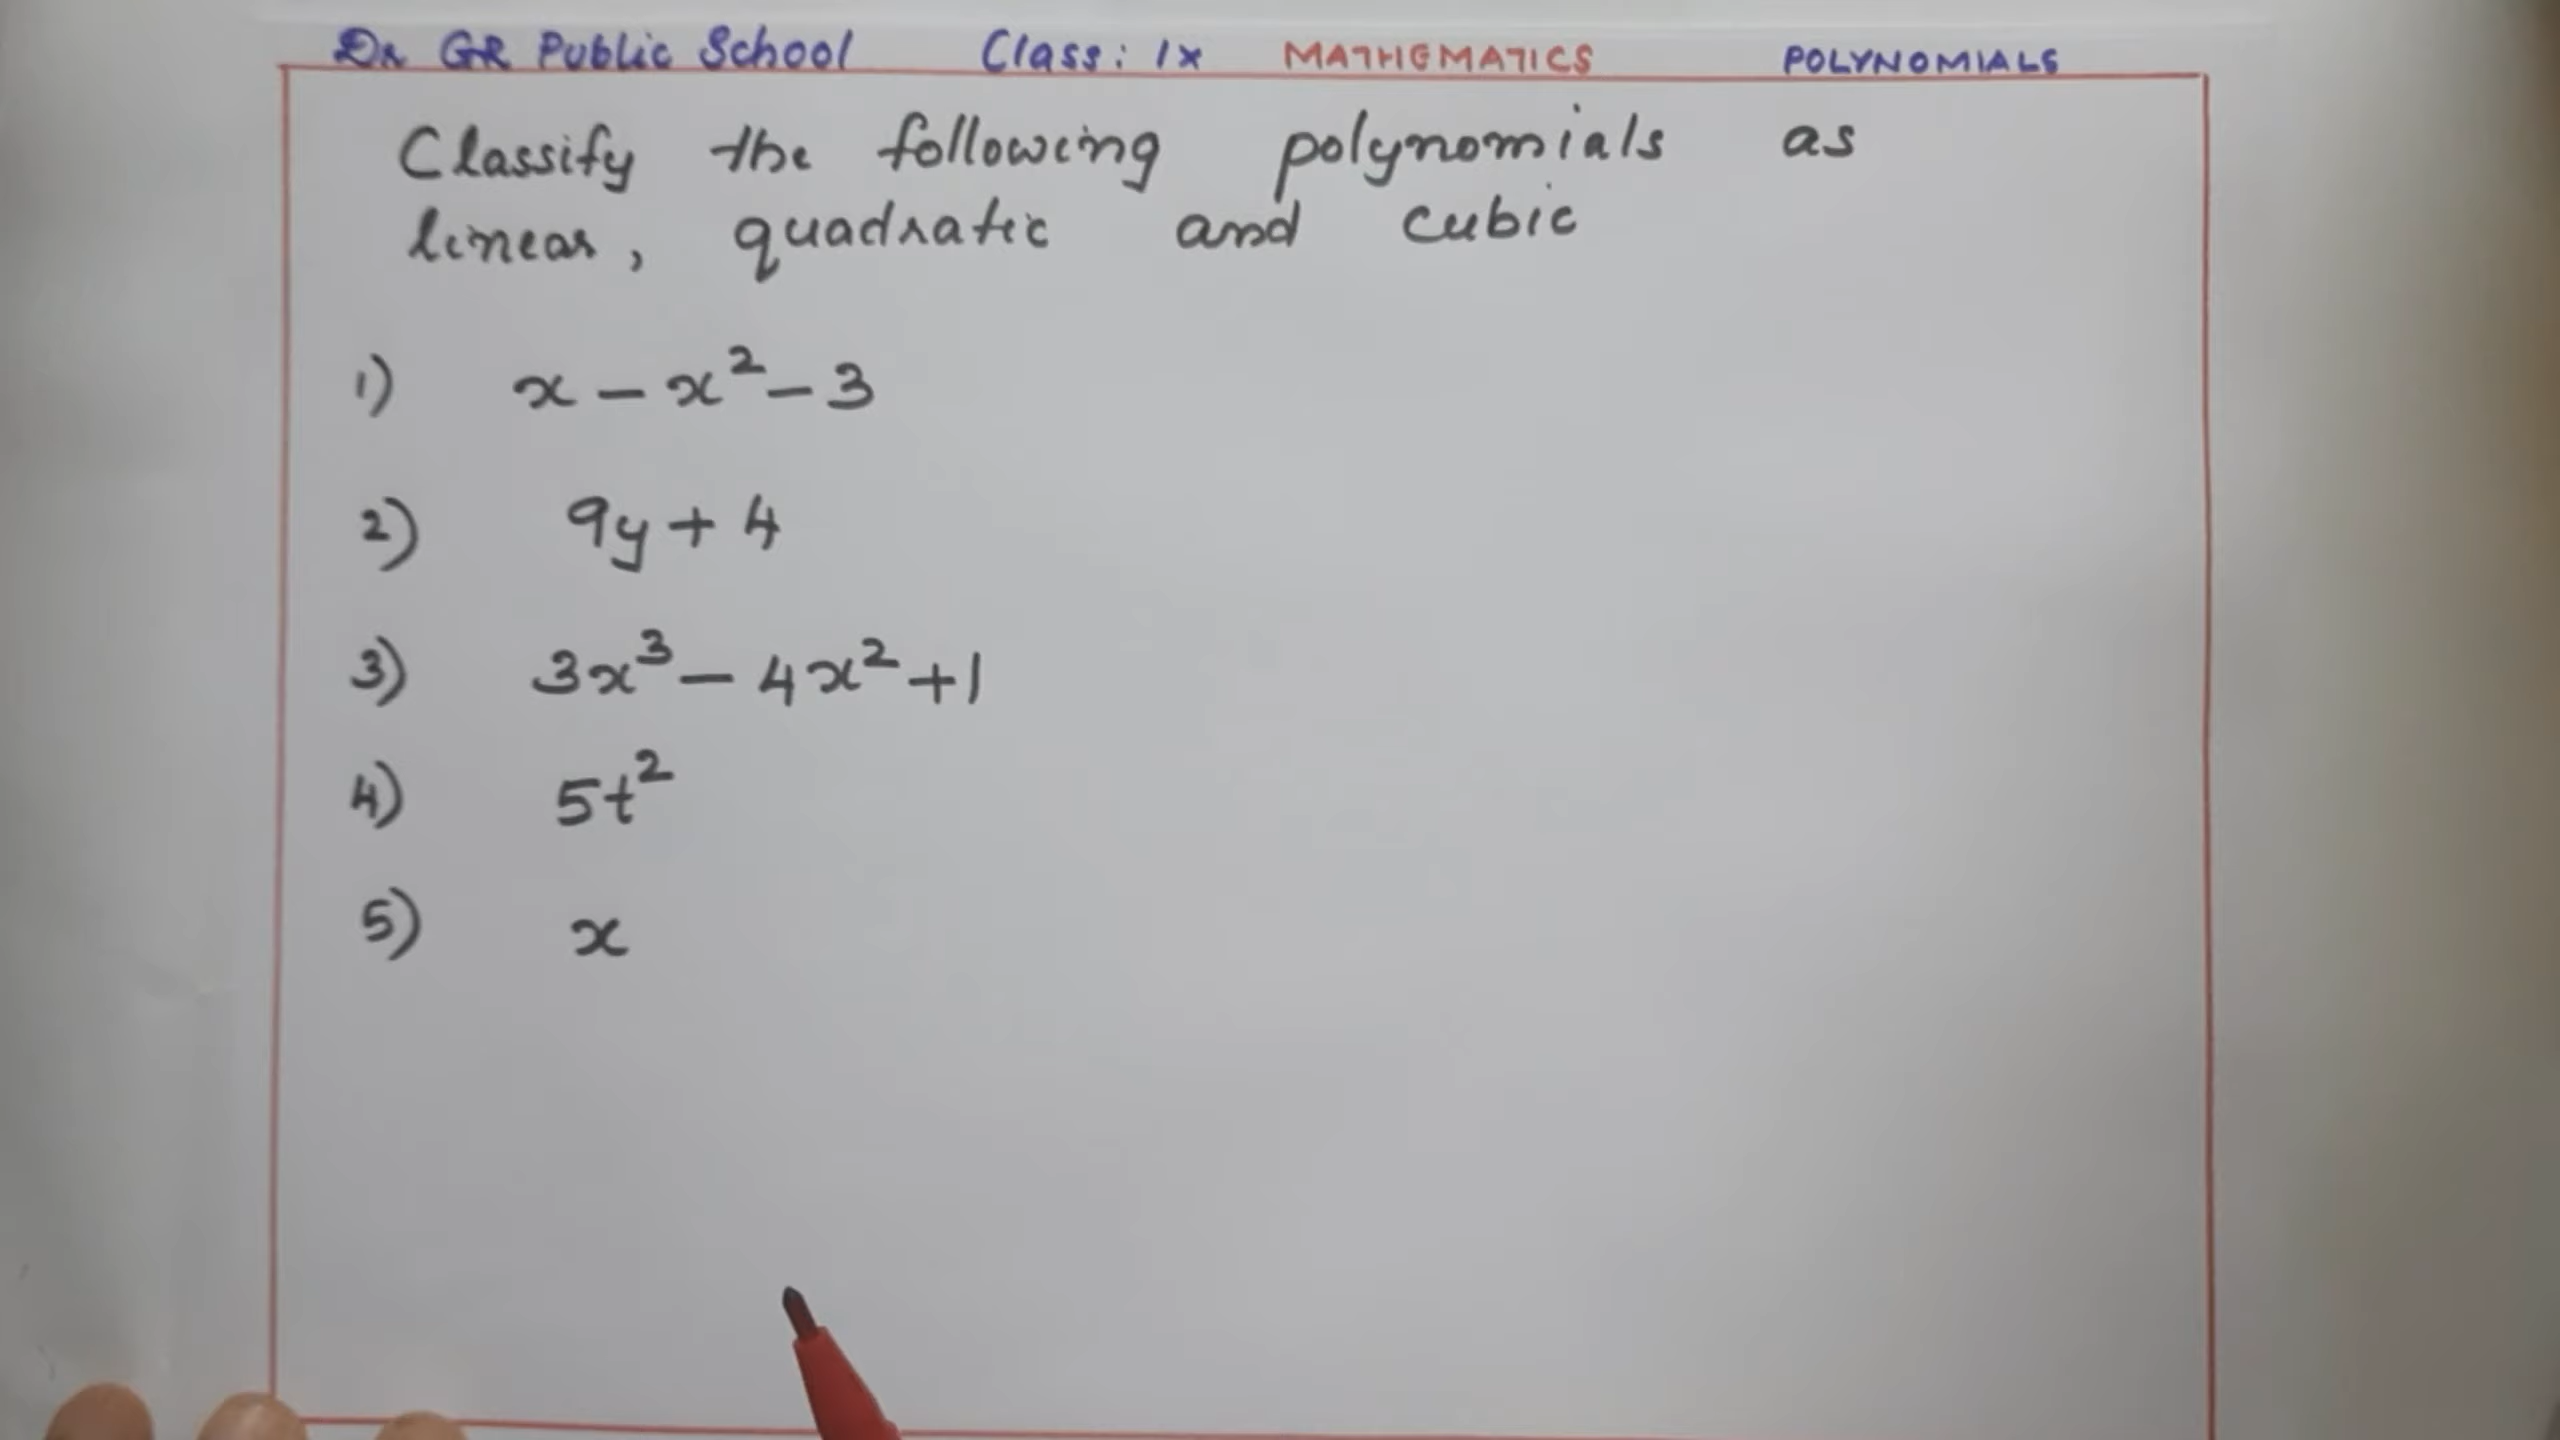 Dr GR Public School Class: IX MATHEMATICS POLYNOMIALS
Classify the following polynomials as
linear, quadratic and cubic
1) x - x² - 3
2) 9y + 4
3) 3x³ - 4x² + 1
4) 5t²
5) x